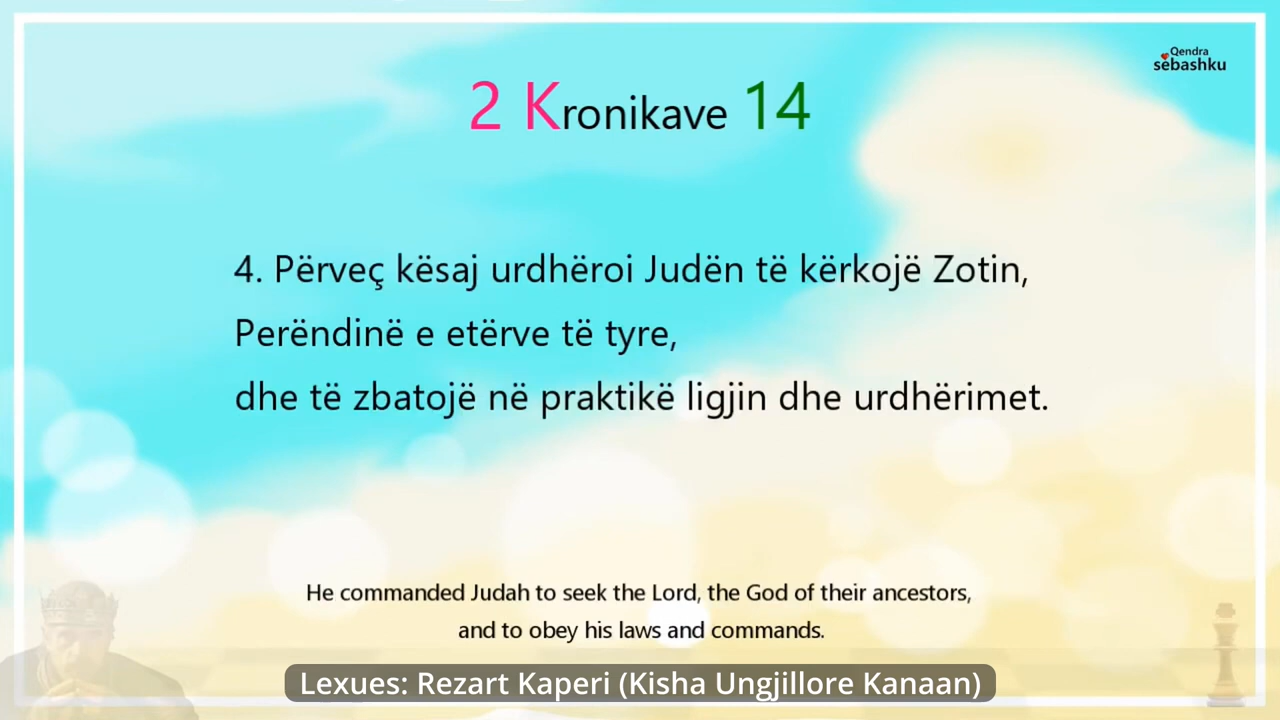 Qendra
sëbashku
2 Kronikave 14
4. Përveç kësaj urdhëroi Judën të kërkojë Zotin,
Perëndinë e etërve të tyre,
dhe të zbatojë në praktikë ligjin dhe urdhërimet.
He commanded Judah to seek the Lord, the God of their ancestors,
and to obey his laws and commands.
Lexues: Rezart Kaperi (Kisha Ungjillore Kanaan)